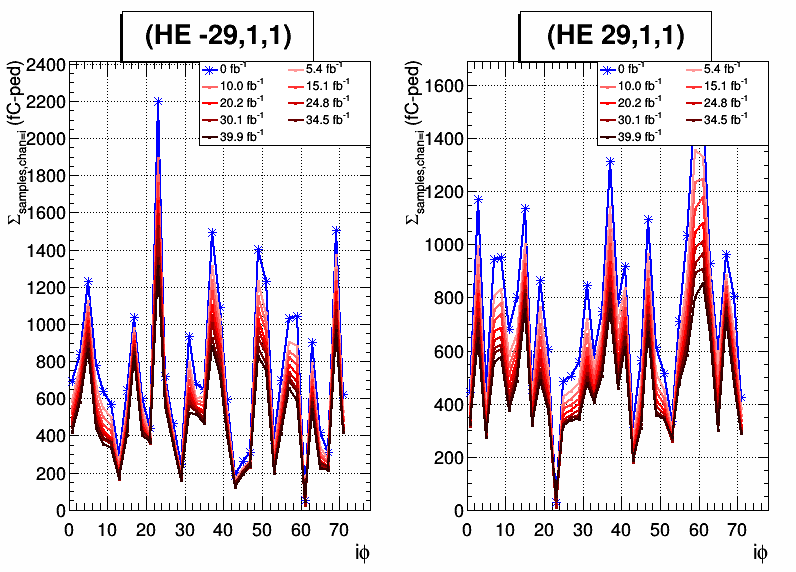 (HE -29,1,1)
Σsamples,chan=i (fC-ped)
2400
2200
2000
1800
1600
1400
1200
1000
800
600
400
200
0
0 fb-1
5.4 fb-1
10.0 fb-1
15.1 fb-1
20.2 fb-1
24.8 fb-1
30.1 fb-1
34.5 fb-1
39.9 fb-1
0 10 20 30 40 50 60 70
iϕ
(HE 29,1,1)
Σsamples,chan=i (fC-ped)
1600
1400
1200
1000
800
600
400
200
0
0 fb-1
5.4 fb-1
10.0 fb-1
15.1 fb-1
20.2 fb-1
24.8 fb-1
30.1 fb-1
34.5 fb-1
39.9 fb-1
0 10 20 30 40 50 60 70
iϕ